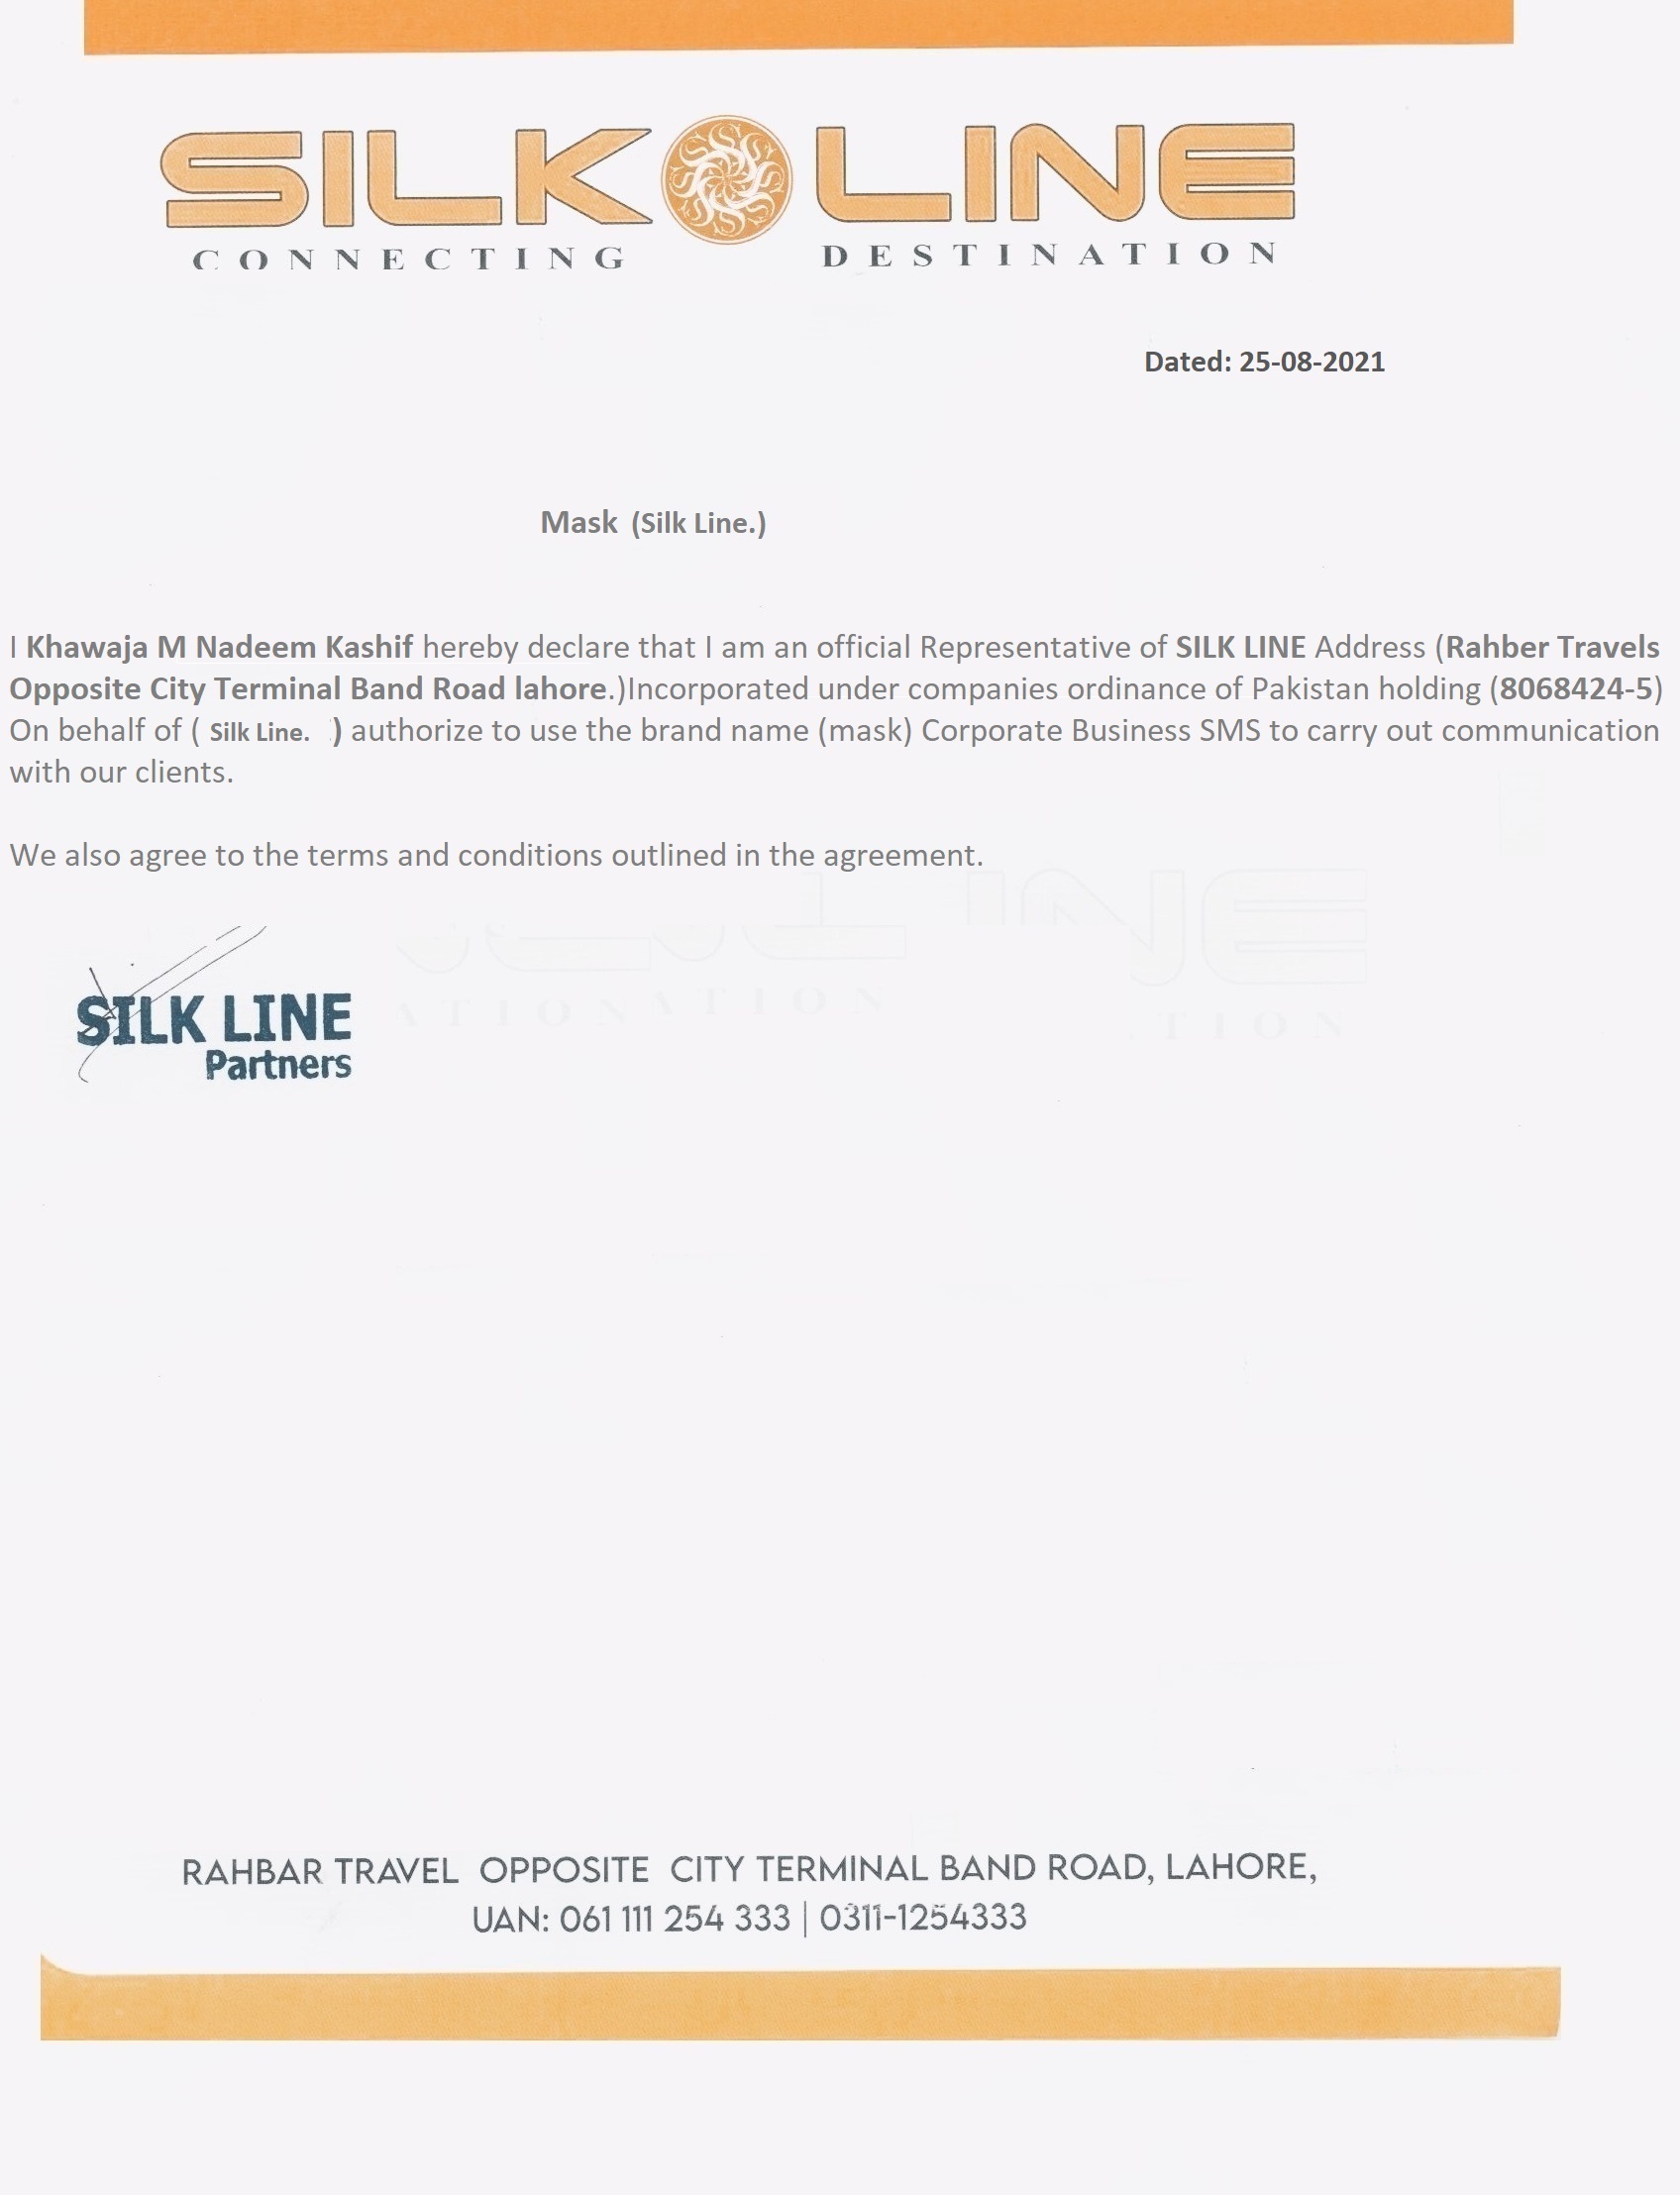 SILK LINE
CONNECTING DESTINATION
Dated: 25-08-2021
Mask (Silk Line.)
I Khawaja M Nadeem Kashif hereby declare that I am an official Representative of SILK LINE Address (Rahber Travels
Opposite City Terminal Band Road lahore.)Incorporated under companies ordinance of Pakistan holding (8068424-5)
On behalf of ( Silk Line. ) authorize to use the brand name (mask) Corporate Business SMS to carry out communication
with our clients.
We also agree to the terms and conditions outlined in the agreement.
SILK LINE
Partners
RAHBAR TRAVEL OPPOSITE CITY TERMINAL BAND ROAD, LAHORE,
UAN: 061 111 254 333 | 0311-1254333